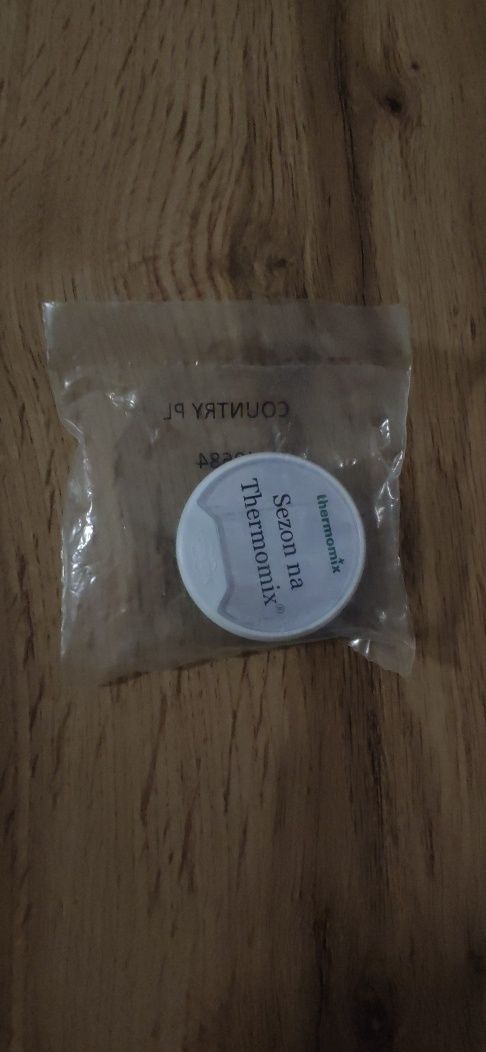 COUNTRY PL
thermomix
Sezon na
Thermomix®